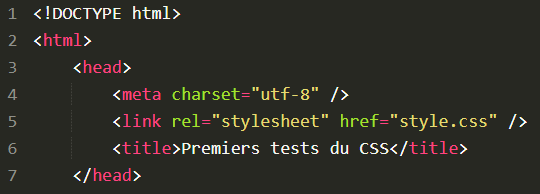 1 <!DOCTYPE html>
2 <html>
3     <head>
4         <meta charset="utf-8" />
5         <link rel="stylesheet" href="style.css" />
6         <title>Premiers tests du CSS</title>
7     </head>